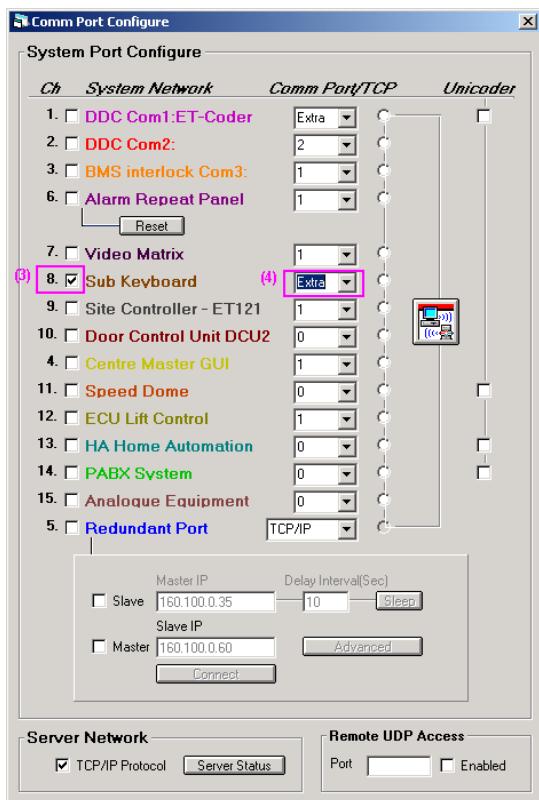 Comm Port Configure
System Port Configure
Ch System Network Comm Port/TCP Unicoder
1. DDC Com1:ET-Coder Extra
2. DDC Com2: 2
3. BMS interlock Com3: 1
6. Alarm Repeat Panel 1
Reset
7. Video Matrix 1
(3) 8. Sub Keyboard (4) Extra
9. Site Controller - ET121 1
10. Door Control Unit DCU2 0
4. Centre Master GUI 1
11. Speed Dome 0
12. ECU Lift Control 1
13. HA Home Automation 0
14. PABX System 0
15. Analogue Equipment 0
5. Redundant Port TCP/IP
Master IP Delay Interval(Sec)
Slave 160.100.0.35 10 Sleep
Slave IP
Master 160.100.0.60 Advanced
Connect
Server Network Remote UDP Access
TCP/IP Protocol Server Status Port Enabled